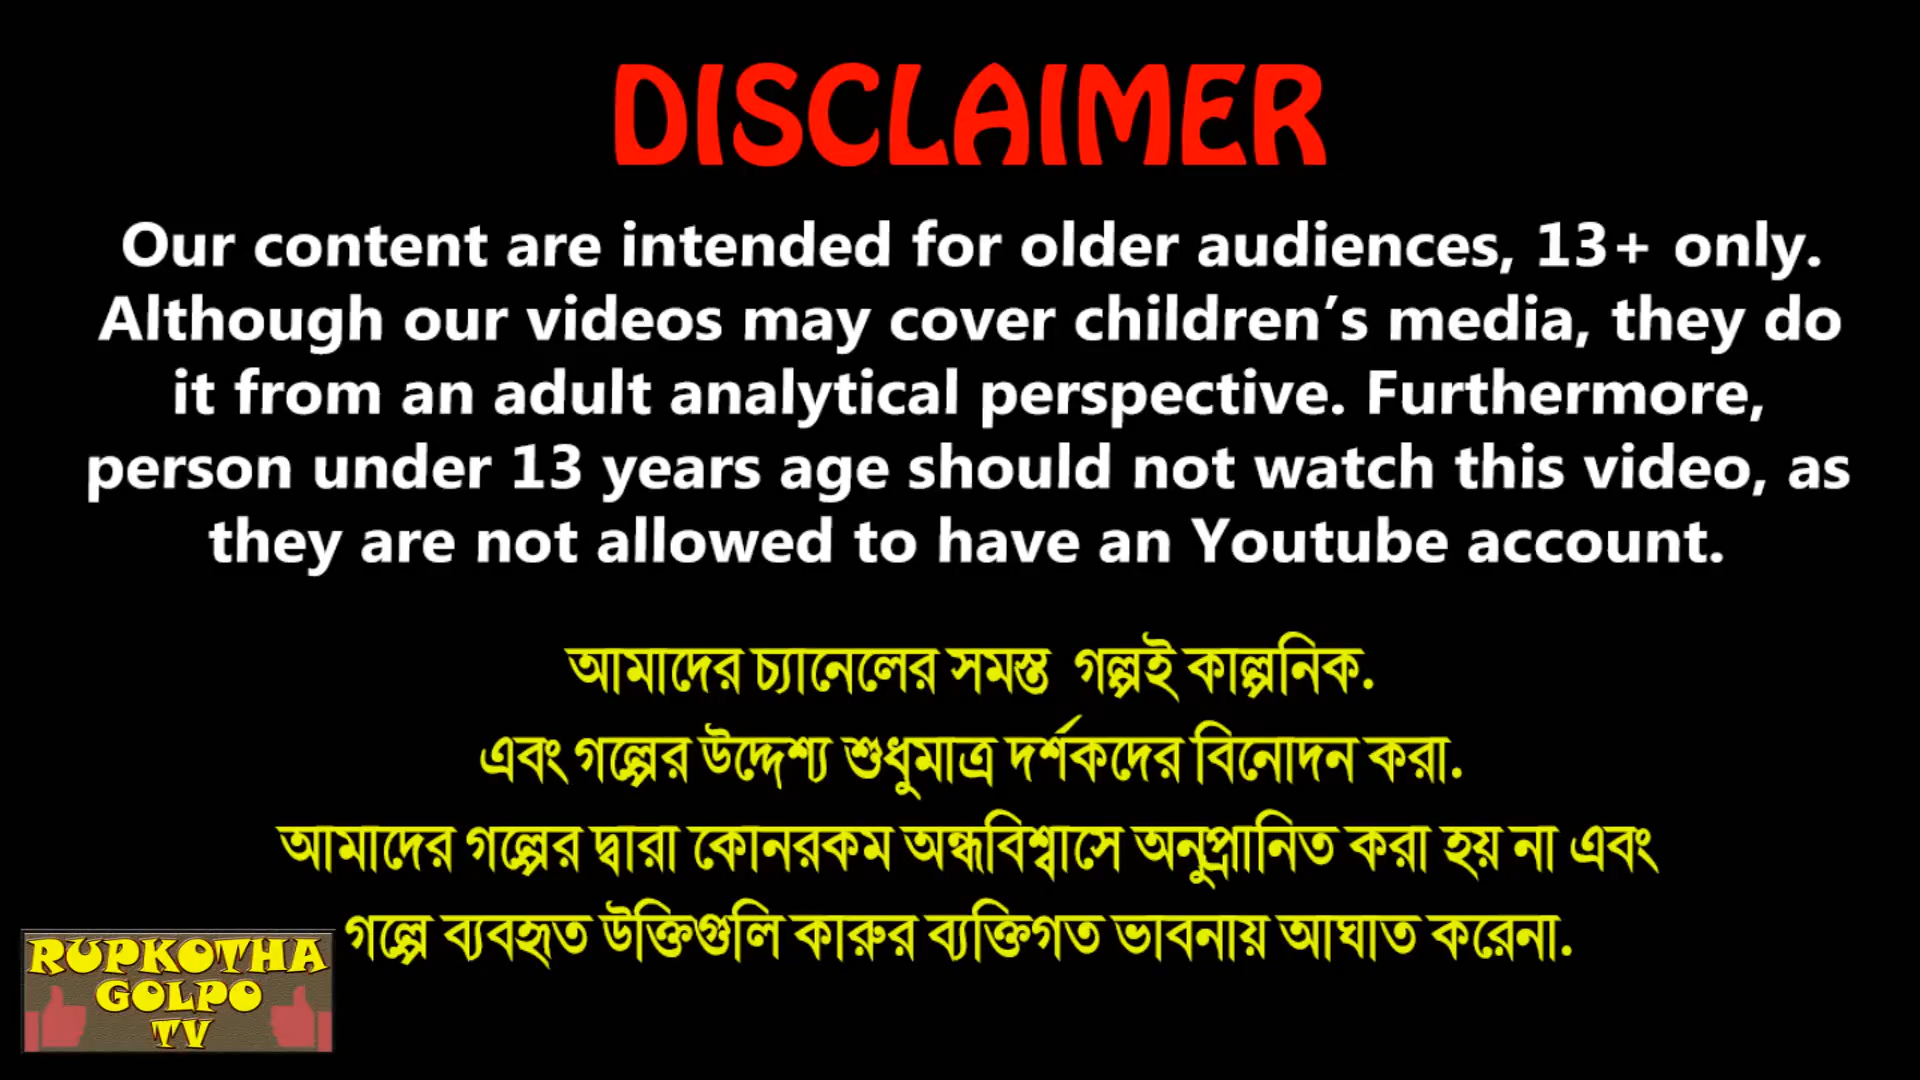 DISCLAIMER
Our content are intended for older audiences, 13+ only.
Although our videos may cover children’s media, they do
it from an adult analytical perspective. Furthermore,
person under 13 years age should not watch this video, as
they are not allowed to have an Youtube account.
আমাদের চ্যানেলের সমস্ত গল্পই কাল্পনিক.
এবং গল্পের উদ্দেশ্য শুধুমাত্র দর্শকদের বিনোদন করা.
আমাদের গল্পের দ্বারা কোনরকম অন্ধবিশ্বাসে অনুপ্রানিত করা হয় না এবং
গল্পে ব্যবহৃত উক্তিগুলি কারুর ব্যক্তিগত ভাবনায় আঘাত করেনা.
RUPKOTHA
GOLPO
TV